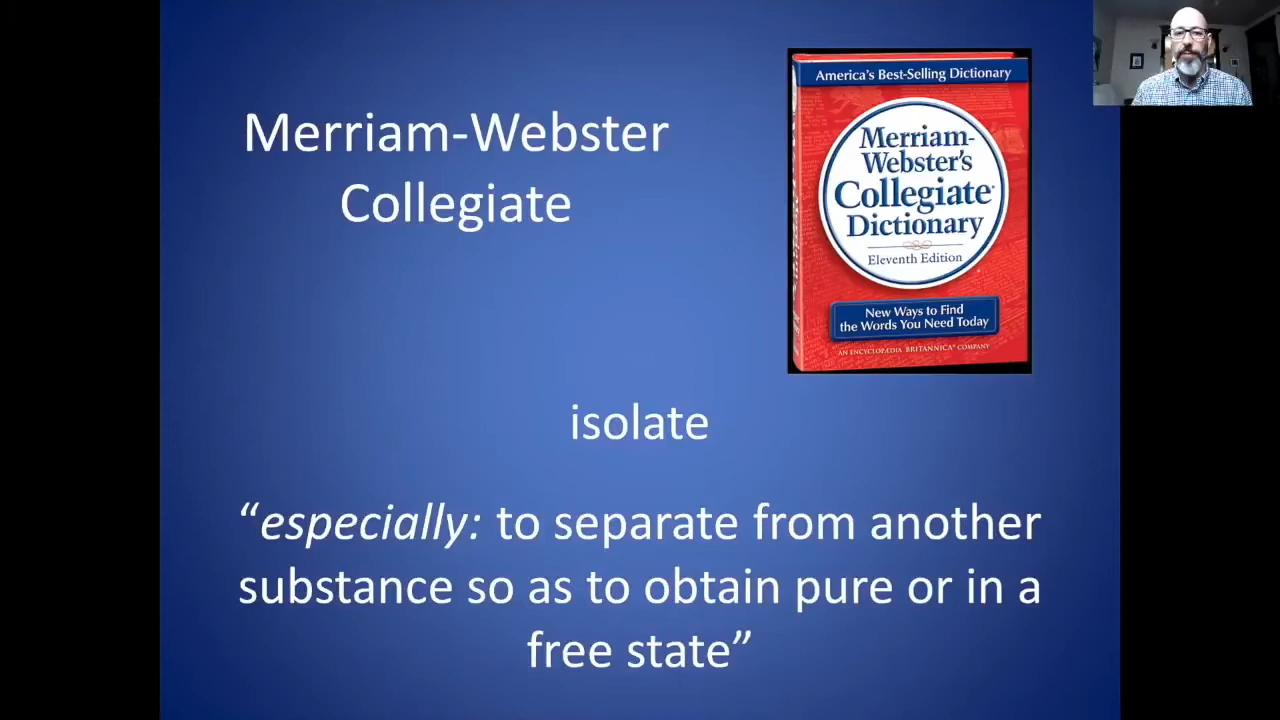 Merriam-Webster
Collegiate
America's Best-Selling Dictionary
Merriam-
Webster's
Collegiate®
Dictionary
Eleventh Edition
New Ways to Find
the Words You Need Today
AN ENCYCLOPÆDIA BRITANNICA® COMPANY
isolate
“especially: to separate from another
substance so as to obtain pure or in a
free state”